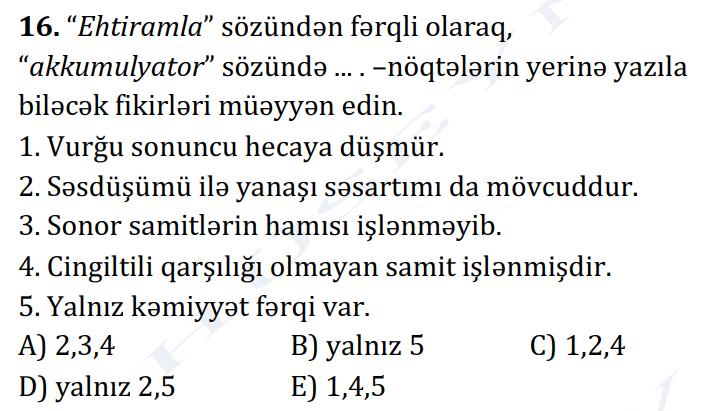 16. “Ehtiramla” sözündən fərqli olaraq,
“akkumulyator” sözündə ... . –nöqtələrin yerinə yazıla
biləcək fikirləri müəyyən edin.
1. Vurğu sonuncu hecaya düşmür.
2. Səsdüşümü ilə yanaşı səsartımı da mövcuddur.
3. Sonor samitlərin hamısı işlənməyib.
4. Cingiltili qarşılığı olmayan samit işlənmişdir.
5. Yalnız kəmiyyət fərqi var.
A) 2,3,4 B) yalnız 5 C) 1,2,4
D) yalnız 2,5 E) 1,4,5